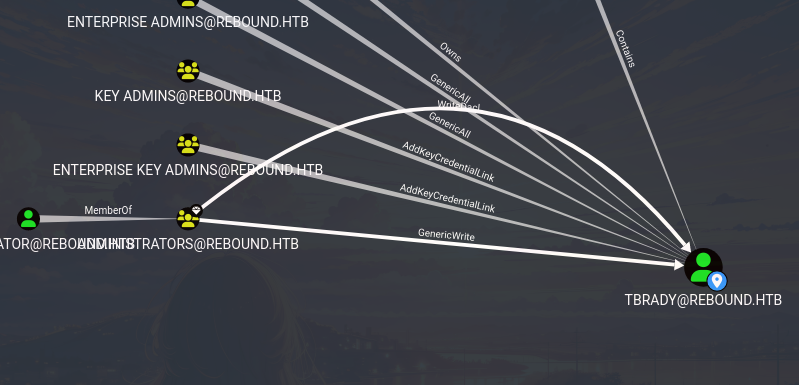 ENTERPRISE ADMINS@REBOUND.HTB
Owns
Contains
GenericAll
WriteDacl
KEY ADMINS@REBOUND.HTB
GenericAll
AddKeyCredentialLink
ENTERPRISE KEY ADMINS@REBOUND.HTB
AddKeyCredentialLink
MemberOf
GenericWrite
ATOR@REBOUND.HTB
ADMINISTRATORS@REBOUND.HTB
TBRADY@REBOUND.HTB